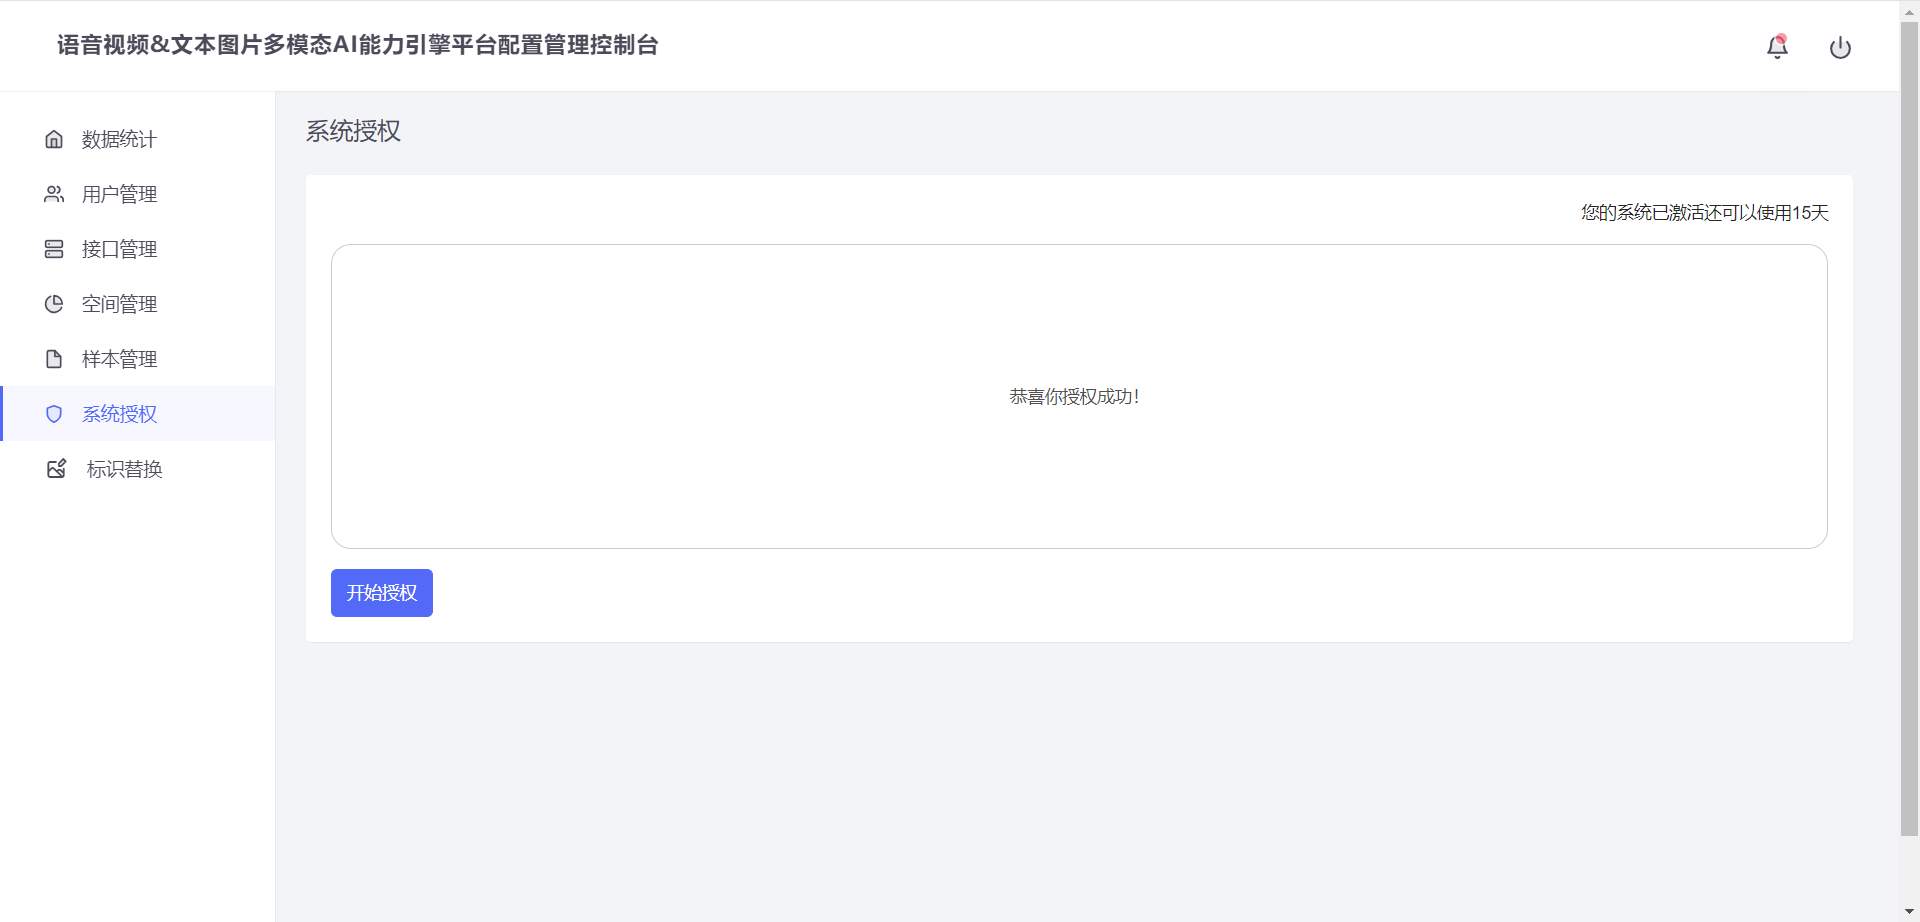 语音视频&文本图片多模态AI能力引擎平台配置管理控制台
数据统计
用户管理
接口管理
空间管理
样本管理
系统授权
标识替换
系统授权
您的系统已激活还可以使用15天
恭喜你授权成功！
开始授权